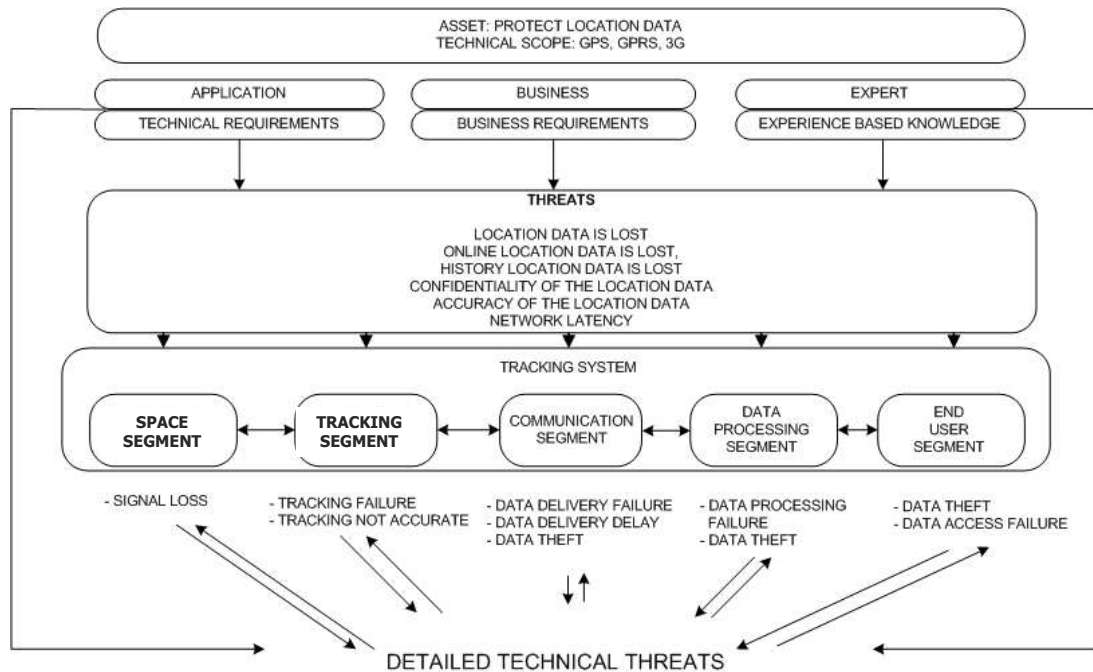 ASSET: PROTECT LOCATION DATA
TECHNICAL SCOPE: GPS, GPRS, 3G
APPLICATION
BUSINESS
EXPERT
TECHNICAL REQUIREMENTS
BUSINESS REQUIREMENTS
EXPERIENCE BASED KNOWLEDGE
THREATS
LOCATION DATA IS LOST
ONLINE LOCATION DATA IS LOST,
HISTORY LOCATION DATA IS LOST
CONFIDENTIALITY OF THE LOCATION DATA
ACCURACY OF THE LOCATION DATA
NETWORK LATENCY
TRACKING SYSTEM
SPACE
SEGMENT
TRACKING
SEGMENT
COMMUNICATION
SEGMENT
DATA
PROCESSING
SEGMENT
END
USER
SEGMENT
- SIGNAL LOSS
- TRACKING FAILURE
- TRACKING NOT ACCURATE
- DATA DELIVERY FAILURE
- DATA DELIVERY DELAY
- DATA THEFT
- DATA PROCESSING
FAILURE
- DATA THEFT
- DATA THEFT
- DATA ACCESS FAILURE
DETAILED TECHNICAL THREATS